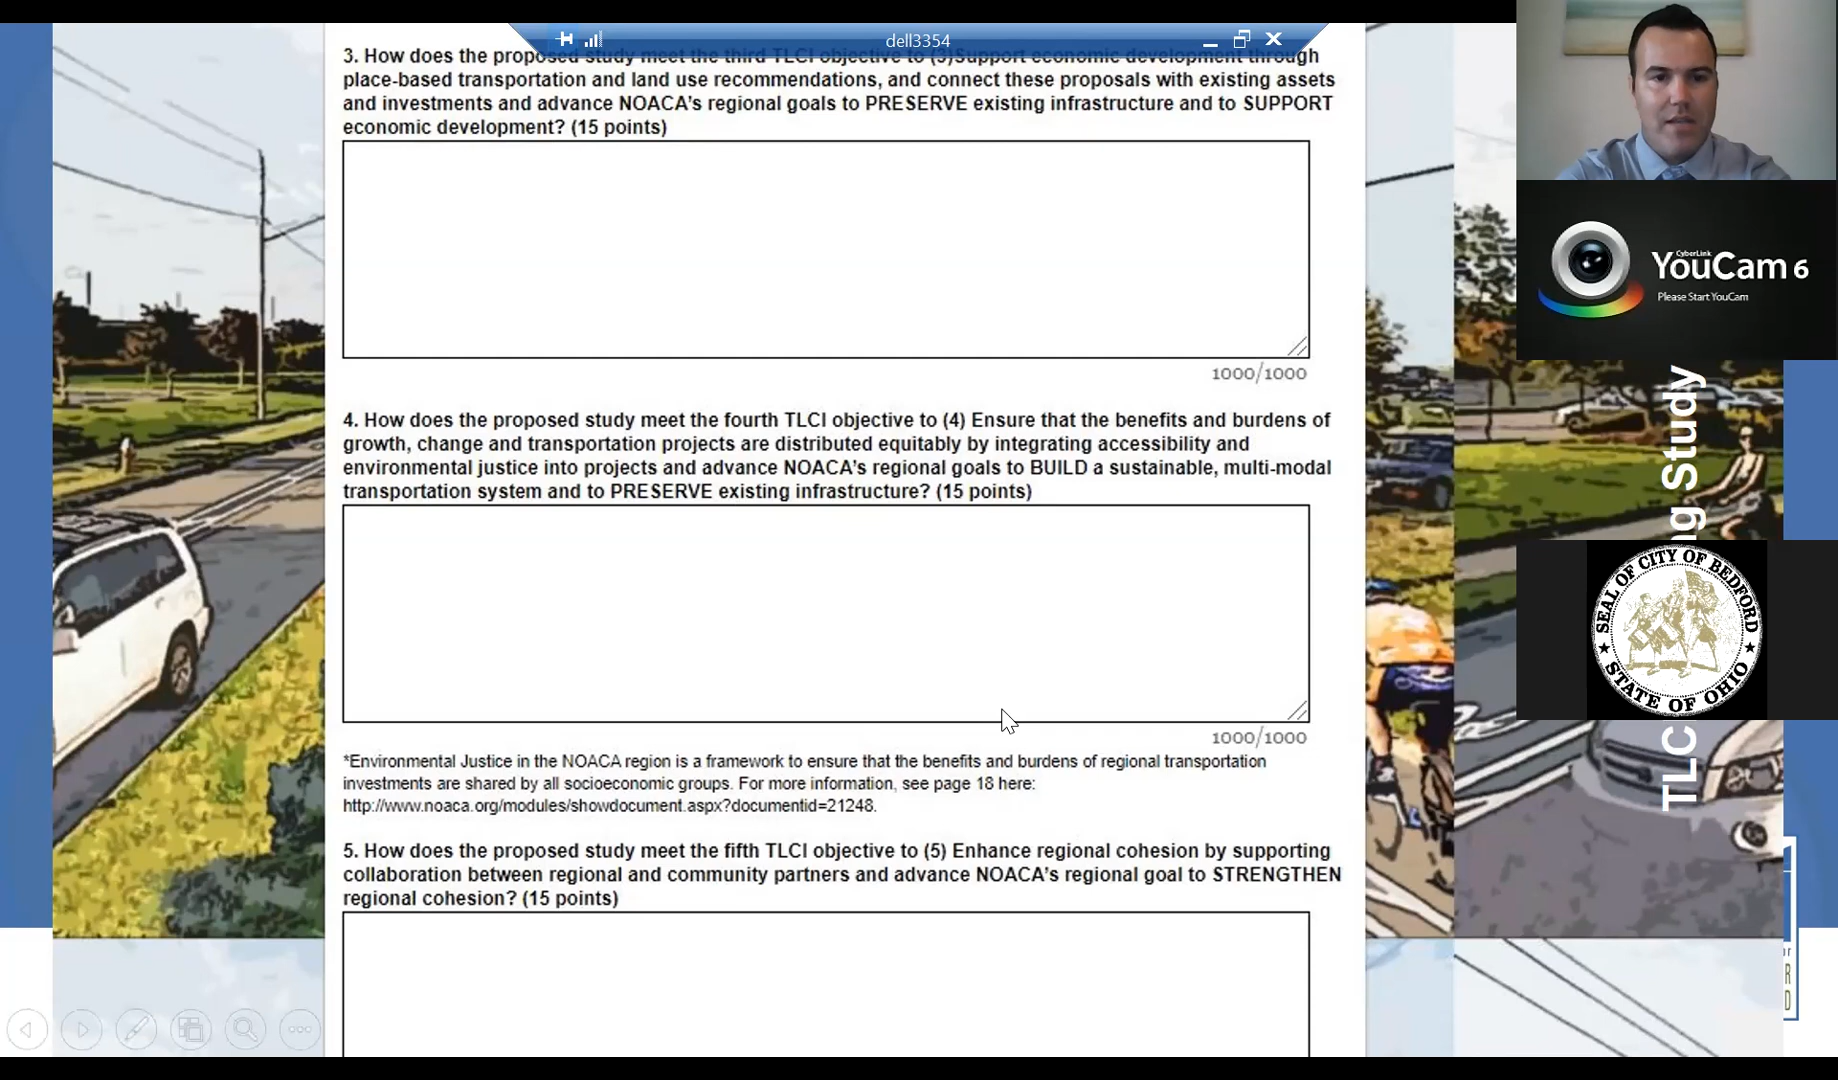 dell3354
3. How does the proposed study meet the third TLCI objective to (3)Support economic development through
place-based transportation and land use recommendations, and connect these proposals with existing assets
and investments and advance NOACA's regional goals to PRESERVE existing infrastructure and to SUPPORT
economic development? (15 points)
1000/1000
4. How does the proposed study meet the fourth TLCI objective to (4) Ensure that the benefits and burdens of
growth, change and transportation projects are distributed equitably by integrating accessibility and
environmental justice into projects and advance NOACA's regional goals to BUILD a sustainable, multi-modal
transportation system and to PRESERVE existing infrastructure? (15 points)
1000/1000
*Environmental Justice in the NOACA region is a framework to ensure that the benefits and burdens of regional transportation
investments are shared by all socioeconomic groups. For more information, see page 18 here:
http://www.noaca.org/modules/showdocument.aspx?documentid=21248.
5. How does the proposed study meet the fifth TLCI objective to (5) Enhance regional cohesion by supporting
collaboration between regional and community partners and advance NOACA's regional goal to STRENGTHEN
regional cohesion? (15 points)
CyberLink
YouCam 6
Please Start YouCam
TLC
ng Study
SEAL OF CITY OF BEDFORD
STATE OF OHIO